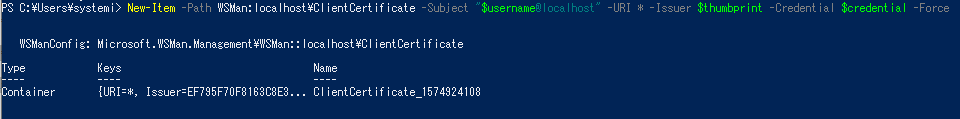 PS C:¥Users¥systemi> New-Item -Path WSMan:localhost¥ClientCertificate -Subject "$username@localhost" -URI * -Issuer $thumbprint -Credential $credential -Force
WSManConfig: Microsoft.WSMan.Management¥WSMan::localhost¥ClientCertificate
Type Keys Name
---- ---- ----
Container {URI=*, Issuer=EF795F70F8163C8E3... ClientCertificate_1574924108